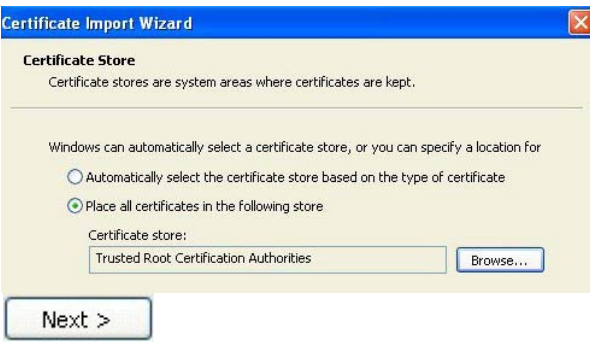 Certificate Import Wizard
Certificate Store
Certificate stores are system areas where certificates are kept.
Windows can automatically select a certificate store, or you can specify a location for
Automatically select the certificate store based on the type of certificate
Place all certificates in the following store
Certificate store:
Trusted Root Certification Authorities
Browse...
Next >